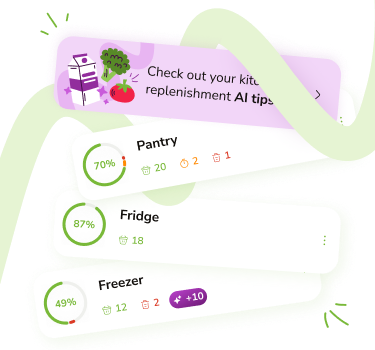 Check out your
replenishment AI tips
Pantry
70%
20 2 1
Fridge
87%
18
Freezer
49%
12 2 +10